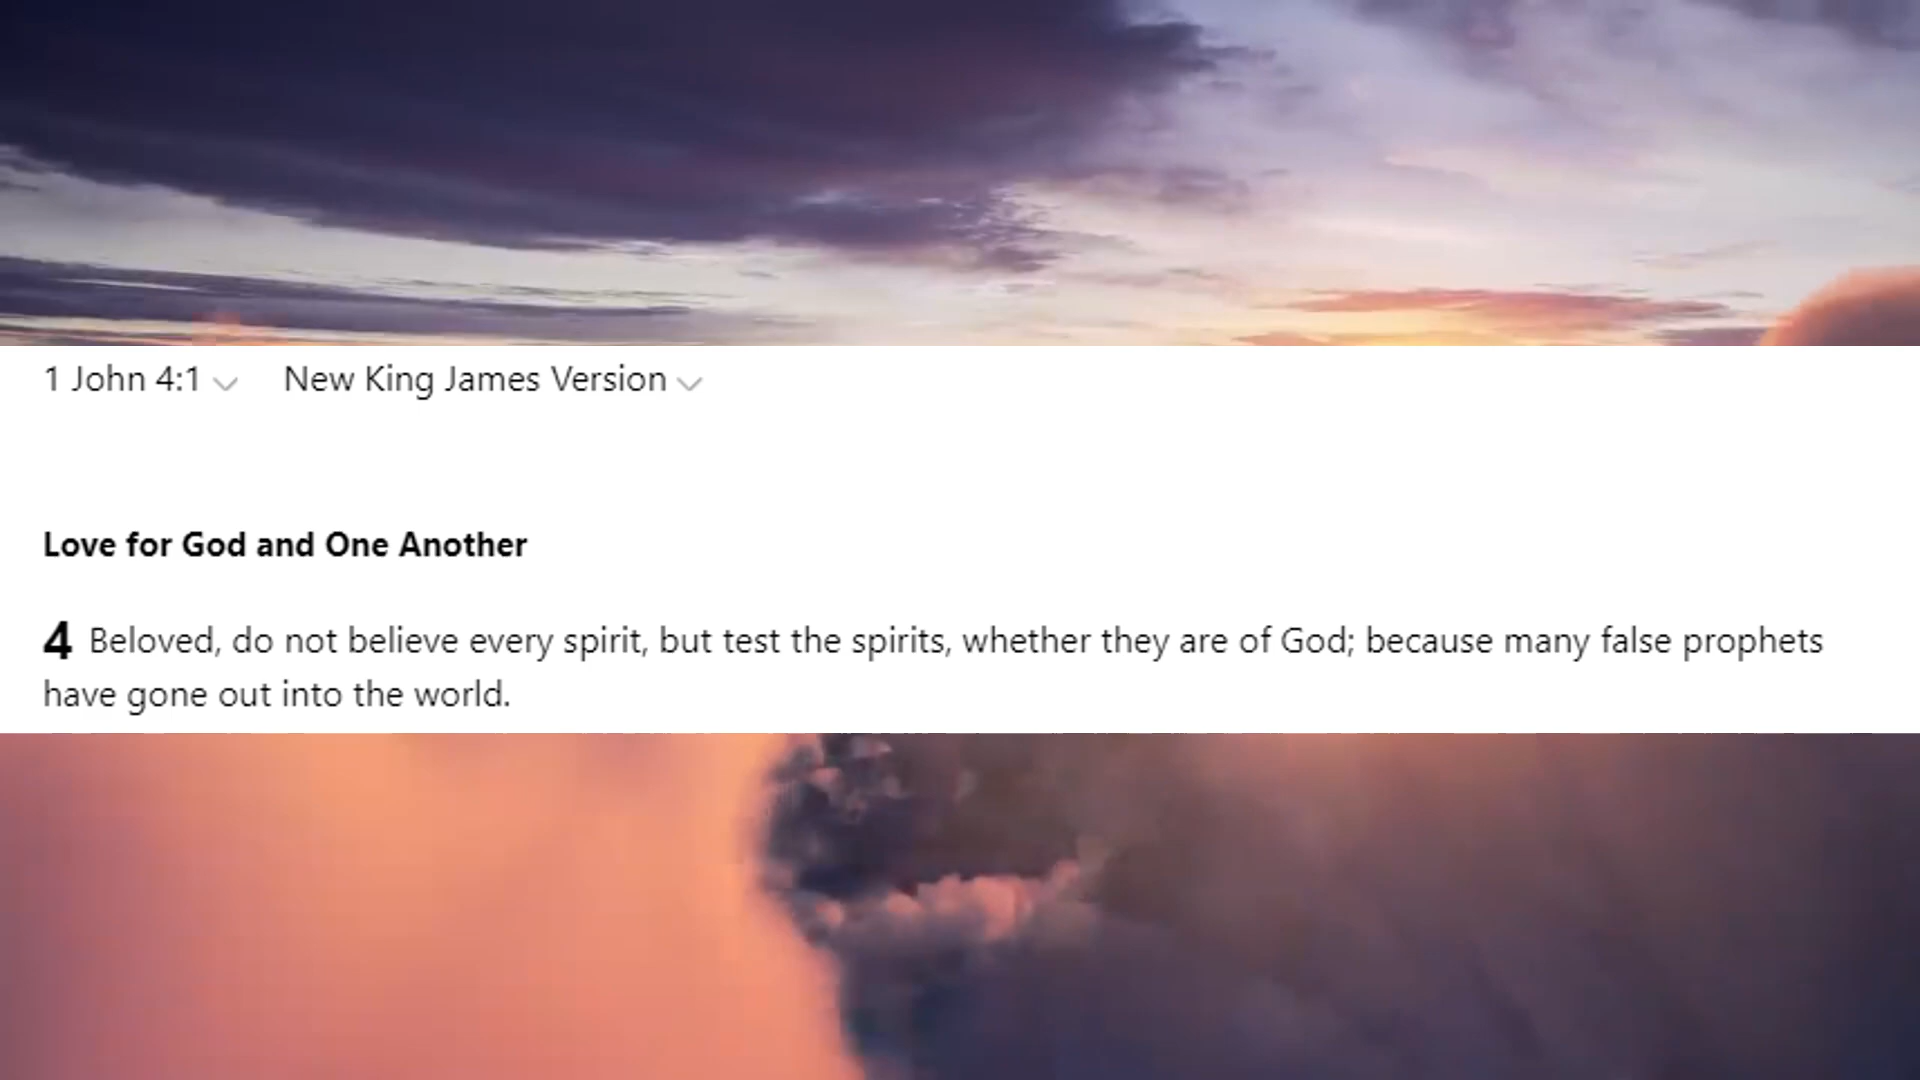 1 John 4:1 New King James Version
Love for God and One Another
4 Beloved, do not believe every spirit, but test the spirits, whether they are of God; because many false prophets
have gone out into the world.